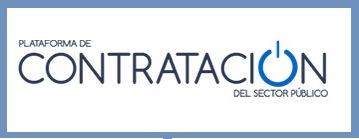 PLATAFORMA DE
CONTRATACIÓN
DEL SECTOR PÚBLICO